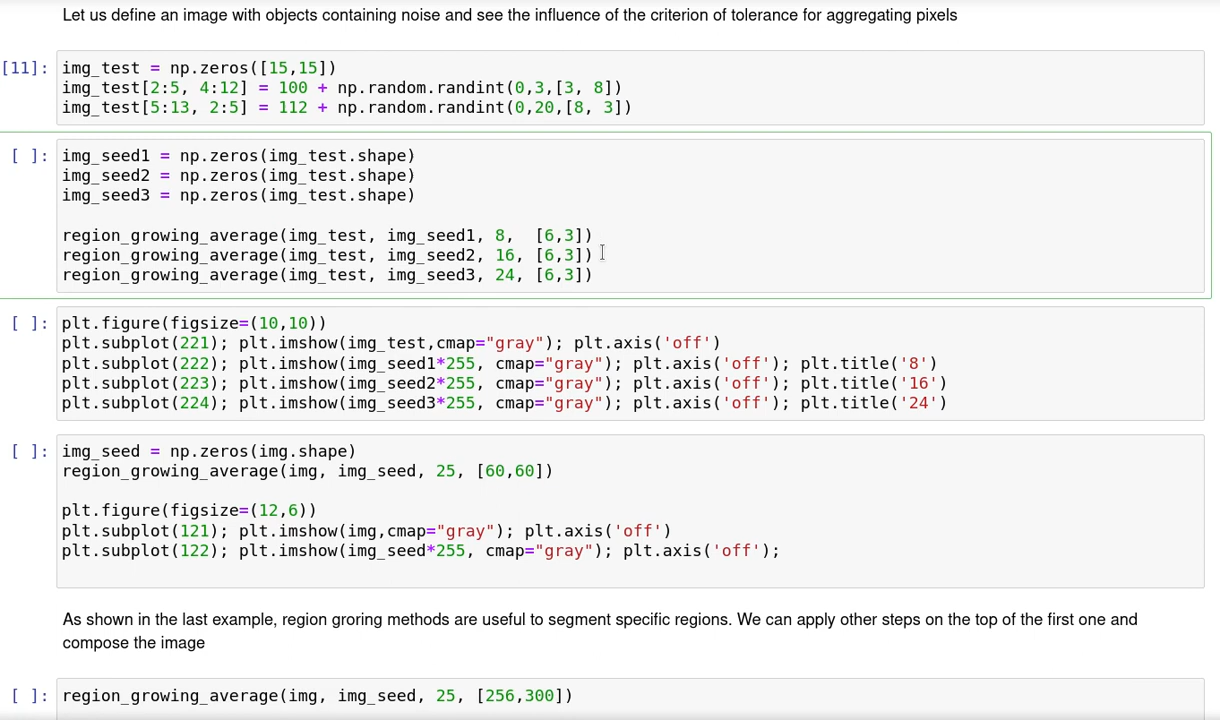 Let us define an image with objects containing noise and see the influence of the criterion of tolerance for aggregating pixels
[11]: img_test = np.zeros([15,15])
img_test[2:5, 4:12] = 100 + np.random.randint(0,3,[3, 8])
img_test[5:13, 2:5] = 112 + np.random.randint(0,20,[8, 3])
[ ]: img_seed1 = np.zeros(img_test.shape)
img_seed2 = np.zeros(img_test.shape)
img_seed3 = np.zeros(img_test.shape)
region_growing_average(img_test, img_seed1, 8,  [6,3])
region_growing_average(img_test, img_seed2, 16, [6,3])
region_growing_average(img_test, img_seed3, 24, [6,3])
[ ]: plt.figure(figsize=(10,10))
plt.subplot(221); plt.imshow(img_test,cmap="gray"); plt.axis('off')
plt.subplot(222); plt.imshow(img_seed1*255, cmap="gray"); plt.axis('off'); plt.title('8')
plt.subplot(223); plt.imshow(img_seed2*255, cmap="gray"); plt.axis('off'); plt.title('16')
plt.subplot(224); plt.imshow(img_seed3*255, cmap="gray"); plt.axis('off'); plt.title('24')
[ ]: img_seed = np.zeros(img.shape)
region_growing_average(img, img_seed, 25, [60,60])
plt.figure(figsize=(12,6))
plt.subplot(121); plt.imshow(img,cmap="gray"); plt.axis('off')
plt.subplot(122); plt.imshow(img_seed*255, cmap="gray"); plt.axis('off');
As shown in the last example, region groring methods are useful to segment specific regions. We can apply other steps on the top of the first one and
compose the image
[ ]: region_growing_average(img, img_seed, 25, [256,300])